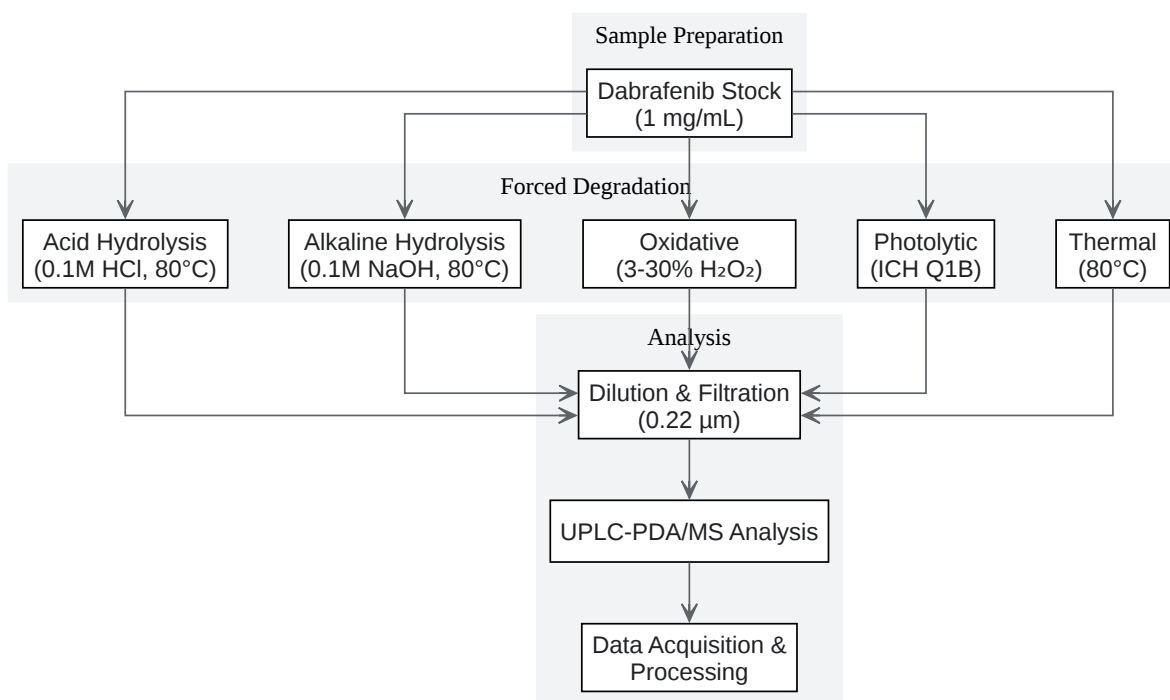 Sample Preparation
Dabrafenib Stock
(1 mg/mL)
Forced Degradation
Acid Hydrolysis
(0.1M HCl, 80°C)
Alkaline Hydrolysis
(0.1M NaOH, 80°C)
Oxidative
(3-30% H₂O₂)
Photolytic
(ICH Q1B)
Thermal
(80°C)
Analysis
Dilution & Filtration
(0.22 µm)
UPLC-PDA/MS Analysis
Data Acquisition &
Processing